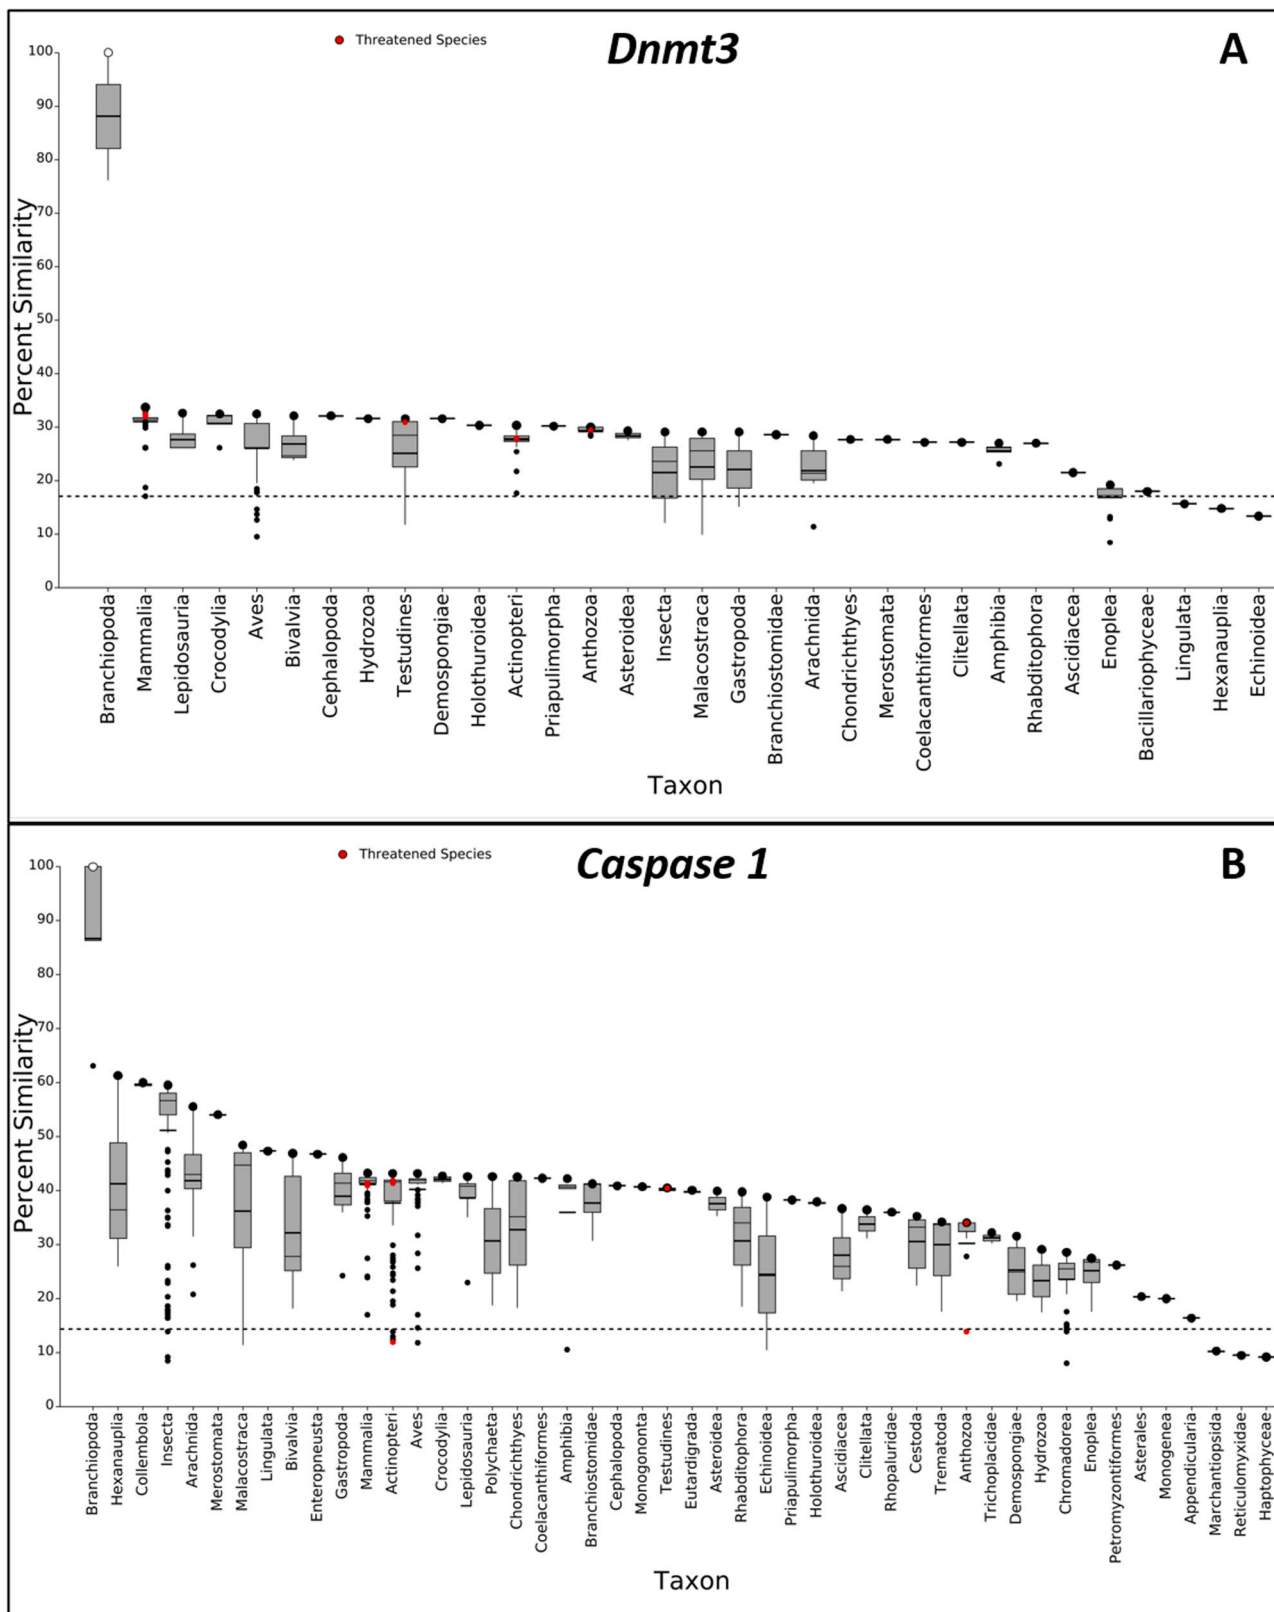 Threatened Species
Dnmt3
A
Percent Similarity
100
90
80
70
60
50
40
30
20
10
0
Branchiopoda
Mammalia
Lepidosauria
Crocodylia
Aves
Bivalvia
Cephalopoda
Hydrozoa
Testudines
Demospongiae
Holothuroidea
Actinopteri
Priapulimorpha
Anthozoa
Asteroidea
Insecta
Malacostraca
Gastropoda
Branchiostomidae
Arachnida
Chondrichthyes
Merostomata
Coelacanthiformes
Clitellata
Amphibia
Rhabditophora
Ascidiacea
Enoplea
Bacillariophyceae
Lingulata
Hexanauplia
Echinoidea
Taxon
Threatened Species
Caspase 1
B
Percent Similarity
100
90
80
70
60
50
40
30
20
10
0
Branchiopoda
Hexanauplia
Collembola
Insecta
Arachnida
Merostomata
Malacostraca
Lingulata
Bivalvia
Enteropneusta
Gastropoda
Mammalia
Actinopteri
Aves
Crocodylia
Lepidosauria
Polychaeta
Chondrichthyes
Coelacanthiformes
Amphibia
Branchiostomidae
Cephalopoda
Monogononta
Testudines
Eutardigrada
Asteroidea
Rhabditophora
Echinoidea
Priapulimorpha
Holothuroidea
Ascidiacea
Clitellata
Rhopaluridae
Cestoda
Trematoda
Anthozoa
Trichoplacidae
Demospongiae
Hydrozoa
Chromadorea
Enoplea
Petromyzontiformes
Asterales
Monogenea
Appendicularia
Marchantiopsida
Reticulomyxidae
Haptophyceae
Taxon